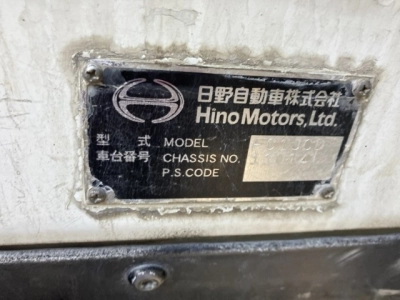 日野自動車株式会社
Hino Motors, Ltd.
型 式 MODEL
車台番号 CHASSIS NO.
P.S.CODE